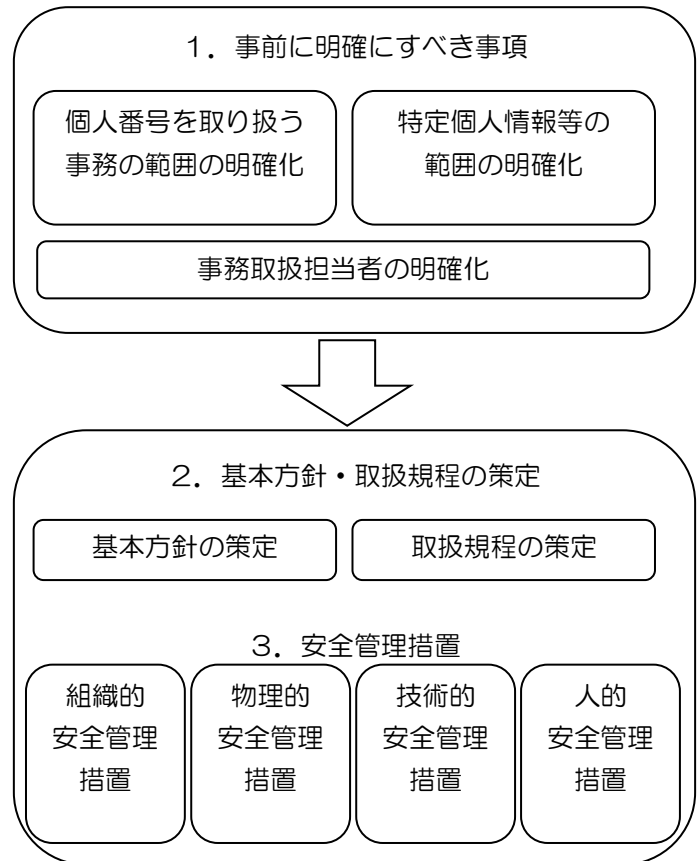 １．事前に明確にすべき事項
個人番号を取り扱う
事務の範囲の明確化
特定個人情報等の
範囲の明確化
事務取扱担当者の明確化
２．基本方針・取扱規程の策定
基本方針の策定
取扱規程の策定
３．安全管理措置
組織的
安全管理
措置
物理的
安全管理
措置
技術的
安全管理
措置
人的
安全管理
措置